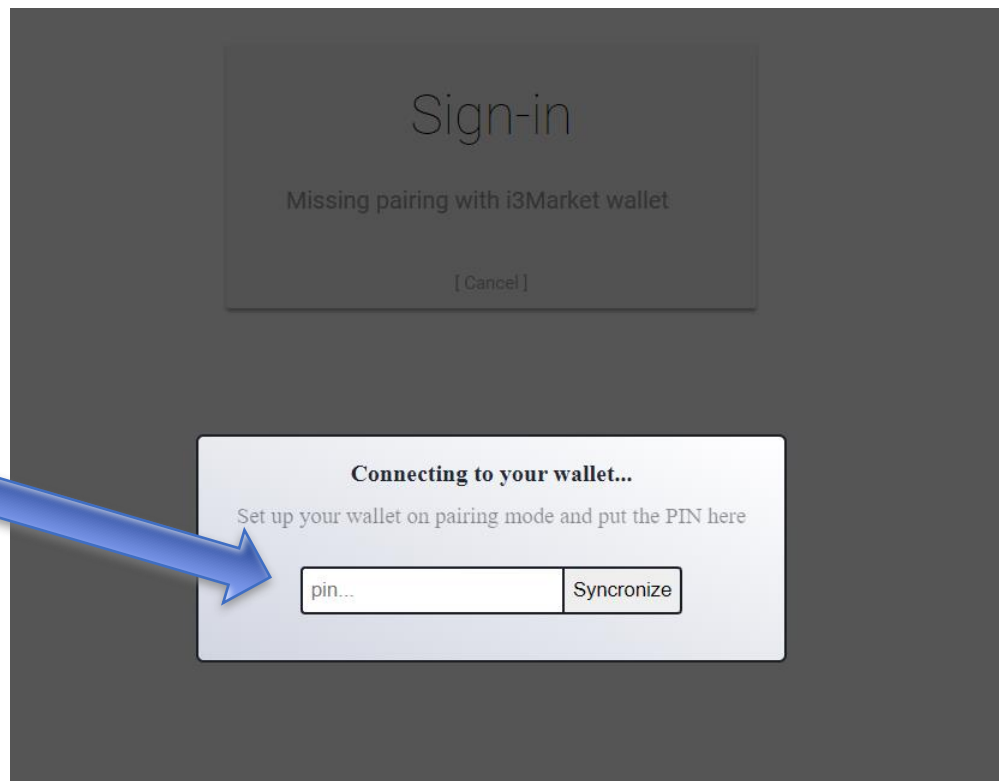 Sign-in
Missing pairing with i3Market wallet
[ Cancel ]
Connecting to your wallet...
Set up your wallet on pairing mode and put the PIN here
pin... Syncronize